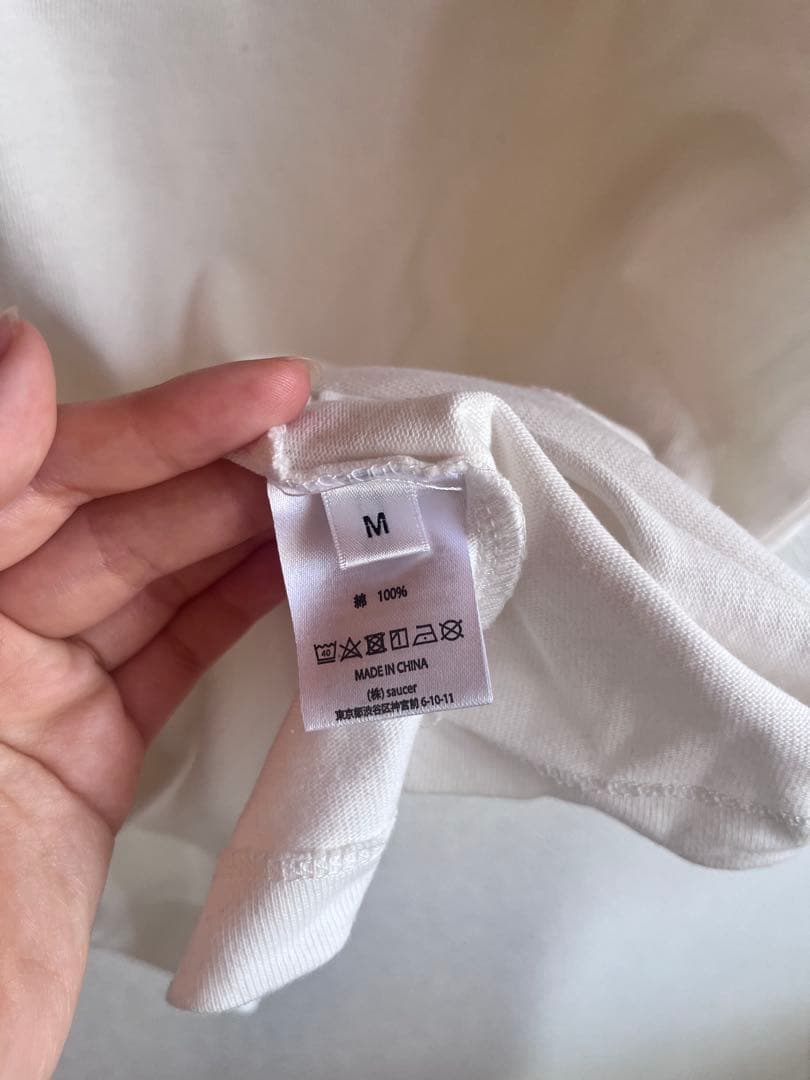 M
綿 100%
40
MADE IN CHINA
(株) saucer
東京都渋谷区神宮前 6-10-11